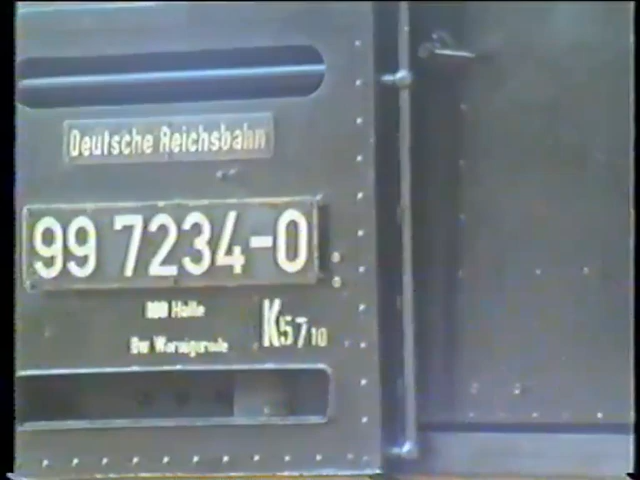 Deutsche Reichsbahn
99 7234-0
Halle
K57 10
Bw Wernigerode